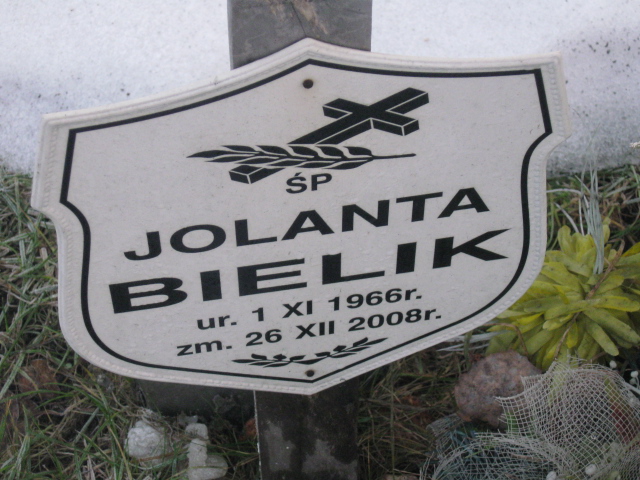 ŚP
JOLANTA
BIELIK
ur. 1 XI 1966r.
zm. 26 XII 2008r.